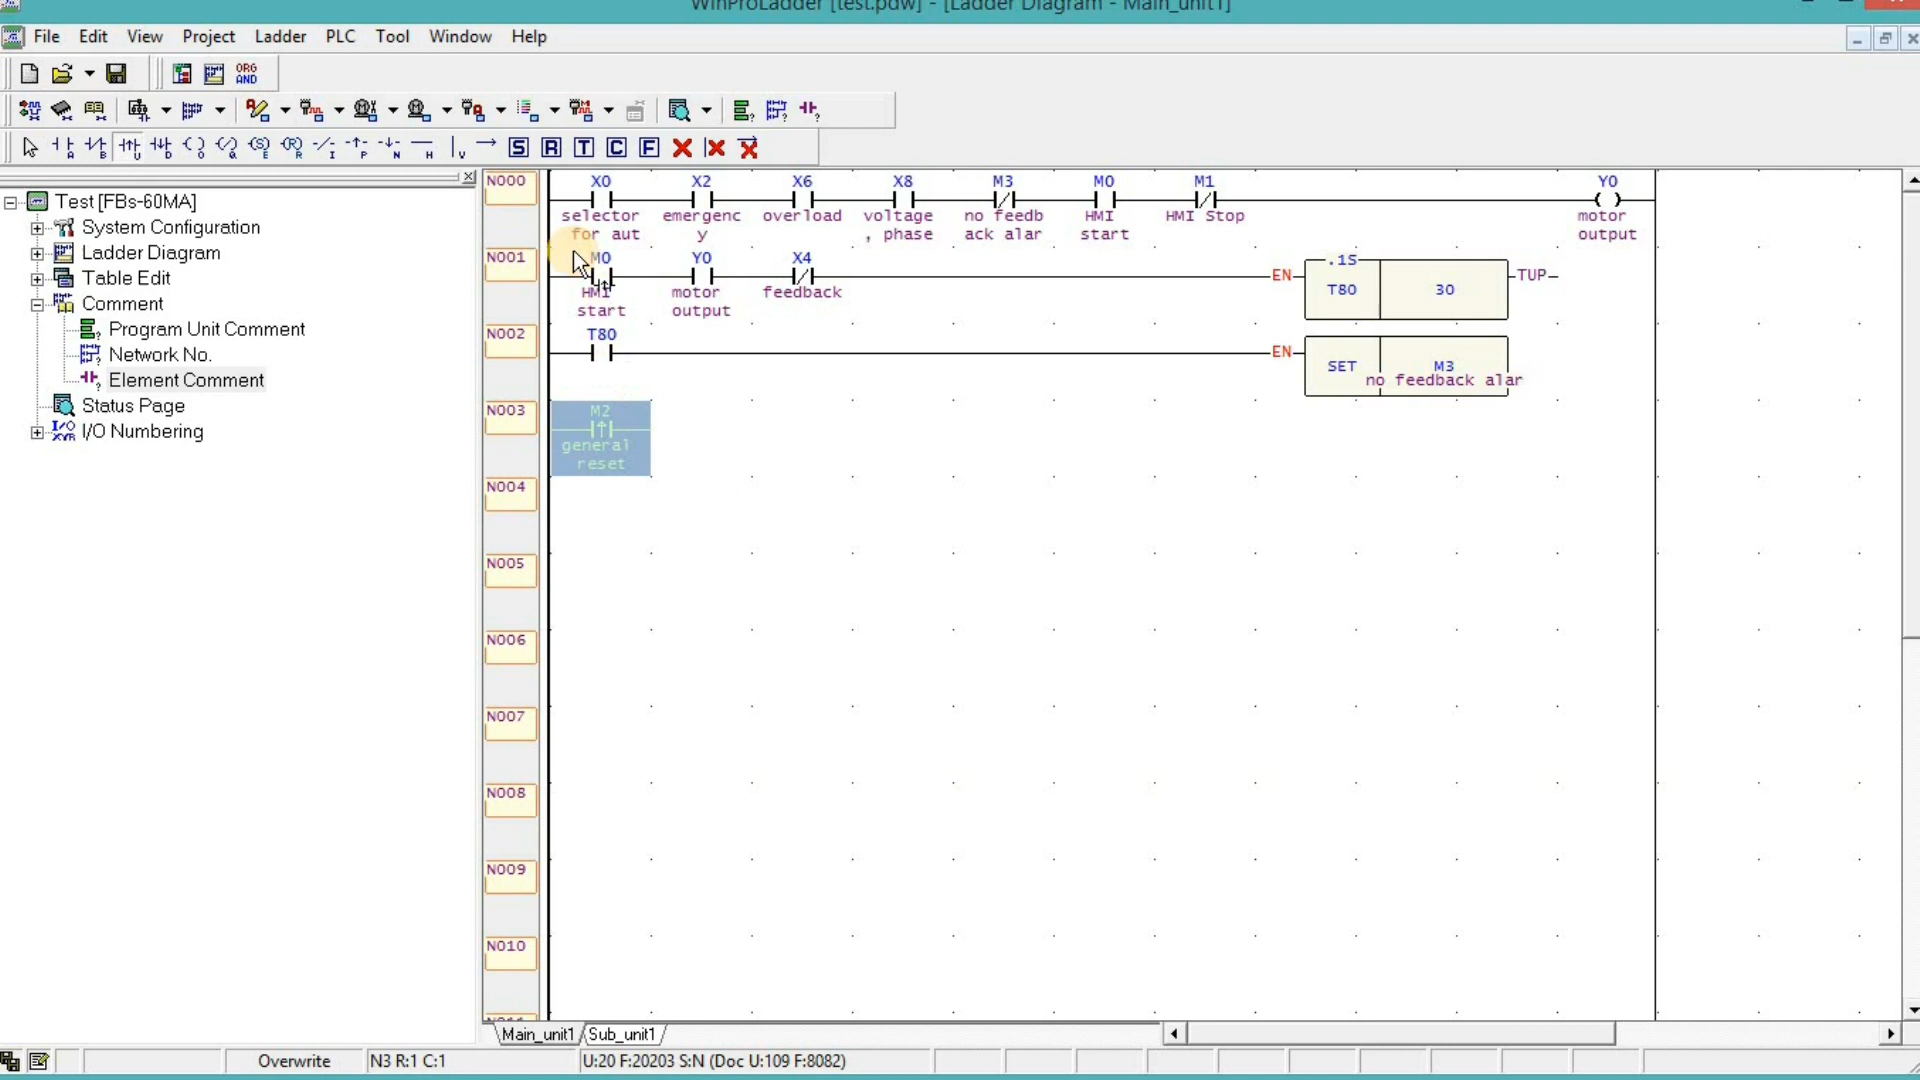 WinProLadder [test.pdw] - [Ladder Diagram - Main_unit1]
File Edit View Project Ladder PLC Tool Window Help
ORG
AND
A B U D O Q S R I P N H V S R T C F
Test [FBs-60MA]
System Configuration
Ladder Diagram
Table Edit
Comment
Program Unit Comment
Network No.
Element Comment
Status Page
I/O Numbering
N000 X0 X2 X6 X8 M3 M0 M1 Y0
selector emergenc overload voltage no feedb HMI HMI Stop motor
for aut y , phase ack alar start output
N001 M0 Y0 X4 .1S
EN T80 30 TUP
HMI motor feedback
start output
N002 T80
EN SET M3
no feedback alar
N003 M2
general
reset
N004
N005
N006
N007
N008
N009
N010
Main_unit1 Sub_unit1
Overwrite N3 R:1 C:1 U:20 F:20203 S:N (Doc U:109 F:8082)